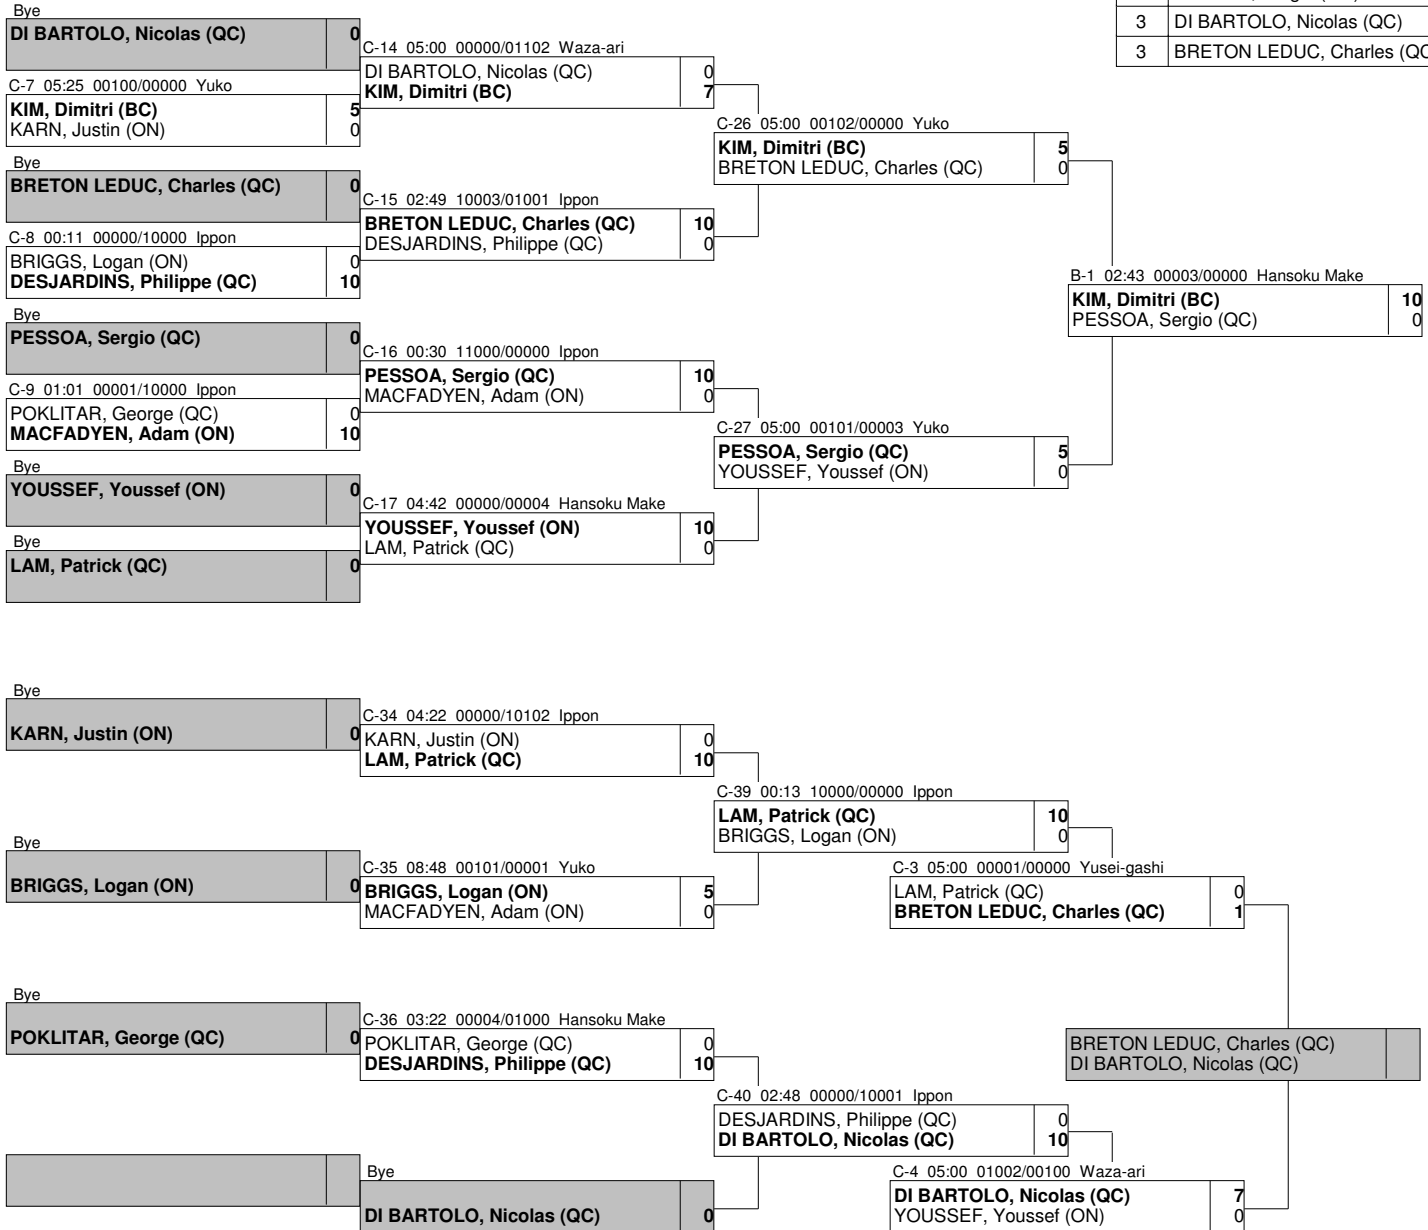 3 DI BARTOLO, Nicolas (QC)
3 BRETON LEDUC, Charles
Bye
DI BARTOLO, Nicolas (QC) 0
C-14 05:00 00000/01102 Waza-ari
DI BARTOLO, Nicolas (QC) 0
KIM, Dimitri (BC) 7
C-7 05:25 00100/00000 Yuko
KIM, Dimitri (BC) 5
KARN, Justin (ON) 0
C-26 05:00 00102/00000 Yuko
KIM, Dimitri (BC) 5
BRETON LEDUC, Charles (QC) 0
Bye
BRETON LEDUC, Charles (QC) 0
C-15 02:49 10003/01001 Ippon
BRETON LEDUC, Charles (QC) 10
DESJARDINS, Philippe (QC) 0
C-8 00:11 00000/10000 Ippon
BRIGGS, Logan (ON) 0
DESJARDINS, Philippe (QC) 10
B-1 02:43 00003/00000 Hansoku Make
KIM, Dimitri (BC) 10
PESSOA, Sergio (QC) 0
Bye
PESSOA, Sergio (QC) 0
C-16 00:30 11000/00000 Ippon
PESSOA, Sergio (QC) 10
MACFADYEN, Adam (ON) 0
C-9 01:01 00001/10000 Ippon
POKLITAR, George (QC) 0
MACFADYEN, Adam (ON) 10
C-27 05:00 00101/00003 Yuko
PESSOA, Sergio (QC) 5
YOUSSEF, Youssef (ON) 0
Bye
YOUSSEF, Youssef (ON) 0
C-17 04:42 00000/00004 Hansoku Make
YOUSSEF, Youssef (ON) 10
LAM, Patrick (QC) 0
Bye
LAM, Patrick (QC) 0
Bye
KARN, Justin (ON) 0
C-34 04:22 00000/10102 Ippon
KARN, Justin (ON) 0
LAM, Patrick (QC) 10
C-39 00:13 10000/00000 Ippon
LAM, Patrick (QC) 10
BRIGGS, Logan (ON) 0
Bye
BRIGGS, Logan (ON) 0
C-35 08:48 00101/00001 Yuko
BRIGGS, Logan (ON) 5
MACFADYEN, Adam (ON) 0
C-3 05:00 00001/00000 Yusei-gashi
LAM, Patrick (QC) 0
BRETON LEDUC, Charles (QC) 1
Bye
POKLITAR, George (QC) 0
C-36 03:22 00004/01000 Hansoku Make
POKLITAR, George (QC) 0
DESJARDINS, Philippe (QC) 10
BRETON LEDUC, Charles (QC)
DI BARTOLO, Nicolas (QC)
C-40 02:48 00000/10001 Ippon
DESJARDINS, Philippe (QC) 0
DI BARTOLO, Nicolas (QC) 10
Bye
DI BARTOLO, Nicolas (QC) 0
C-4 05:00 01002/00100 Waza-ari
DI BARTOLO, Nicolas (QC) 7
YOUSSEF, Youssef (ON) 0